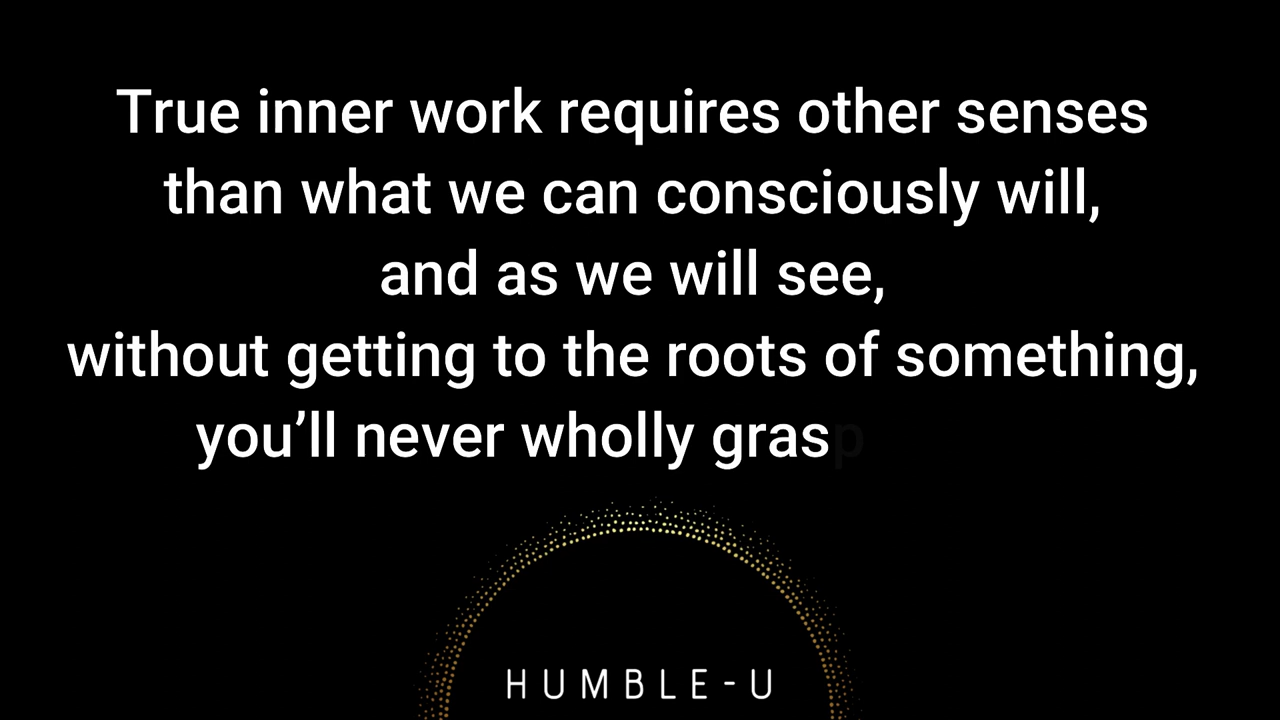 True inner work requires other senses
than what we can consciously will,
and as we will see,
without getting to the roots of something,
you’ll never wholly grasp
HUMBLE-U